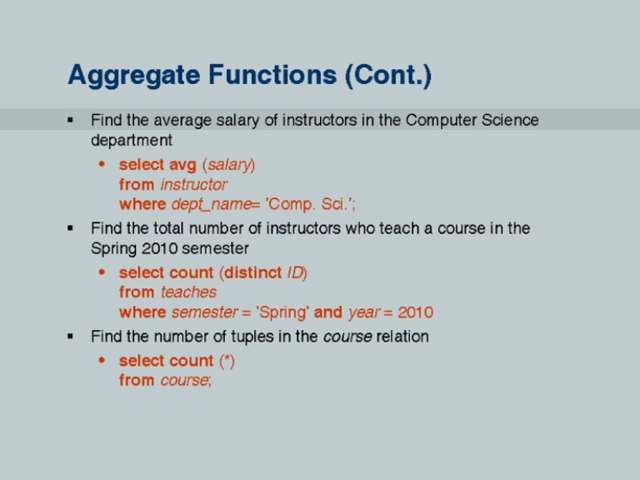 Aggregate Functions (Cont.)
▪ Find the average salary of instructors in the Computer Science
department
• select avg (salary)
from instructor
where dept_name= ’Comp. Sci.’;
▪ Find the total number of instructors who teach a course in the
Spring 2010 semester
• select count (distinct ID)
from teaches
where semester = ’Spring’ and year = 2010
▪ Find the number of tuples in the course relation
• select count (*)
from course;